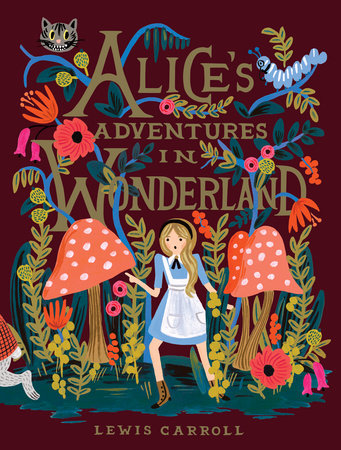 ALICE'S
ADVENTURES
IN
WONDERLAND
LEWIS CARROLL